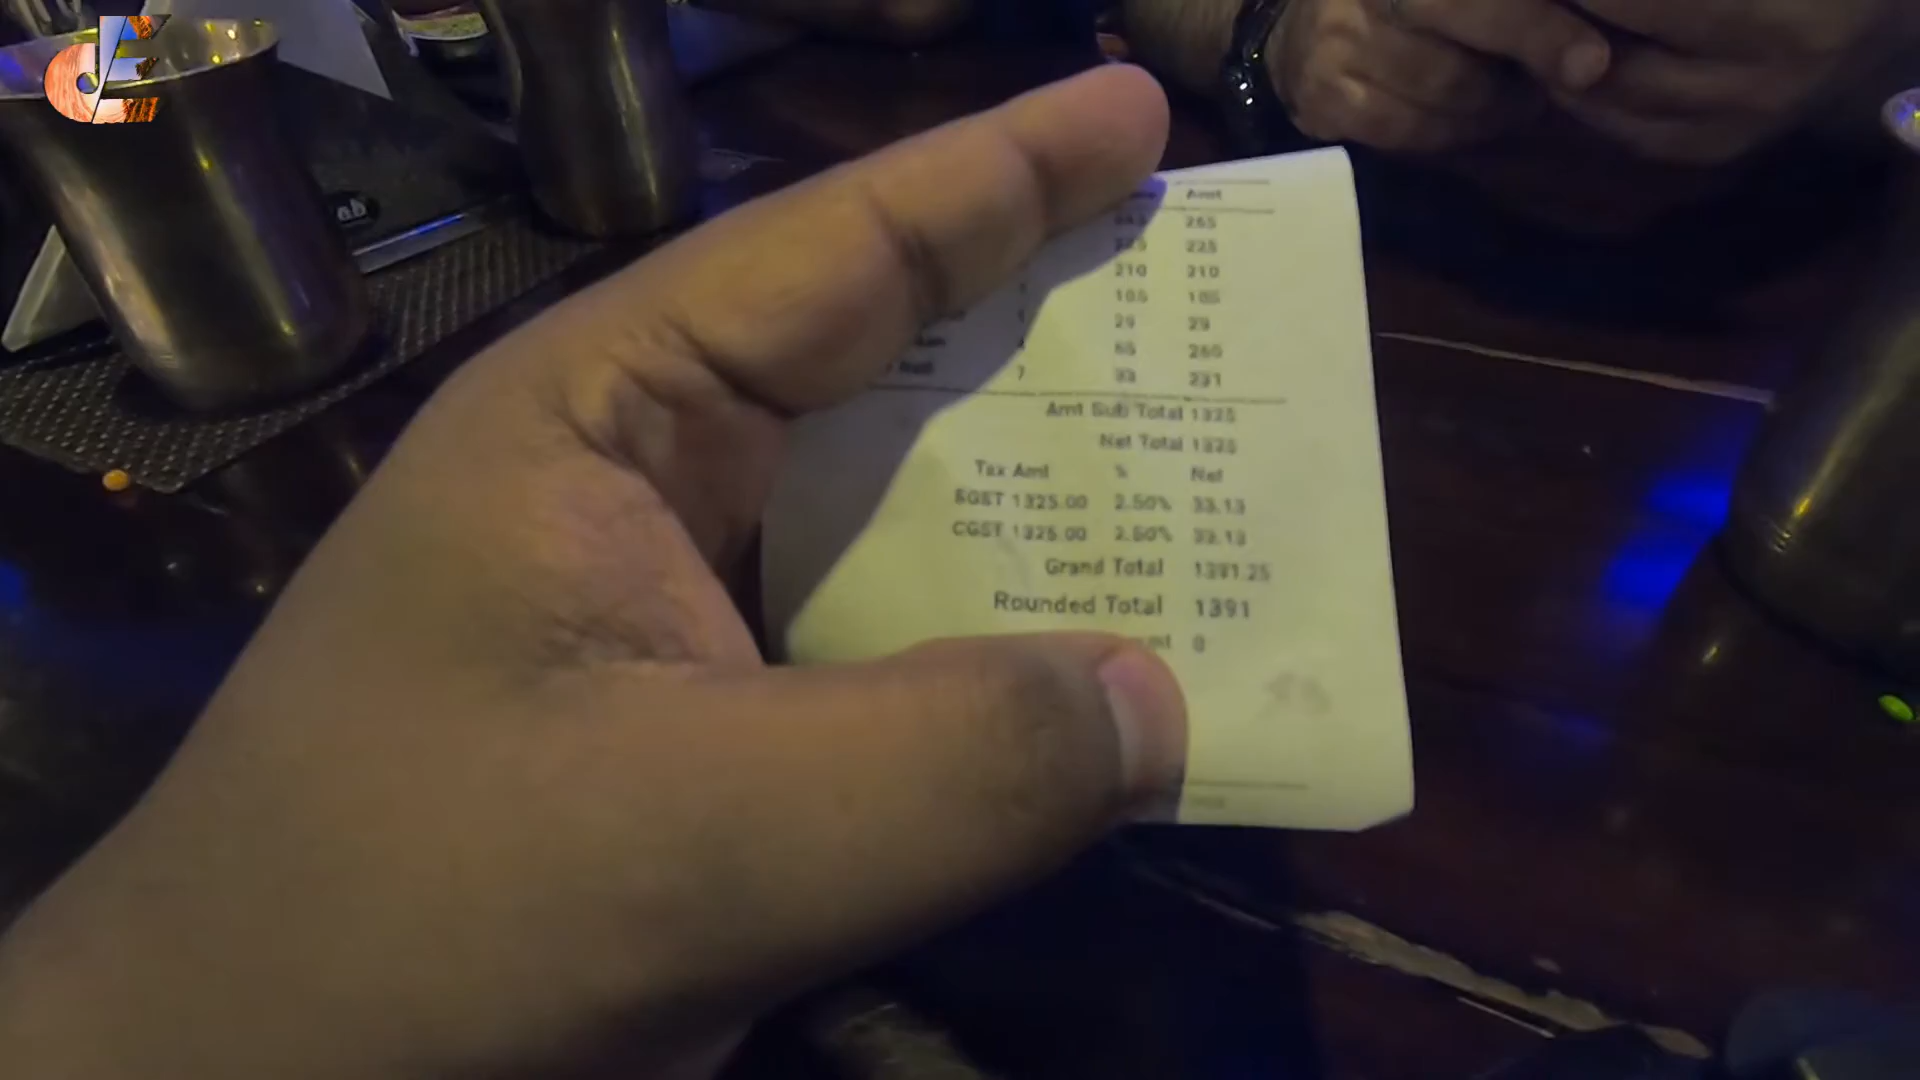 Amt
265
225
210 210
105 105
29 29
65 260
7 33 231
Amt Sub Total 1325
Net Total 1325
Tax Amt % Net
SGST 1325.00 2.50% 33.13
CGST 1325.00 2.50% 33.13
Grand Total 1391.25
Rounded Total 1391
0